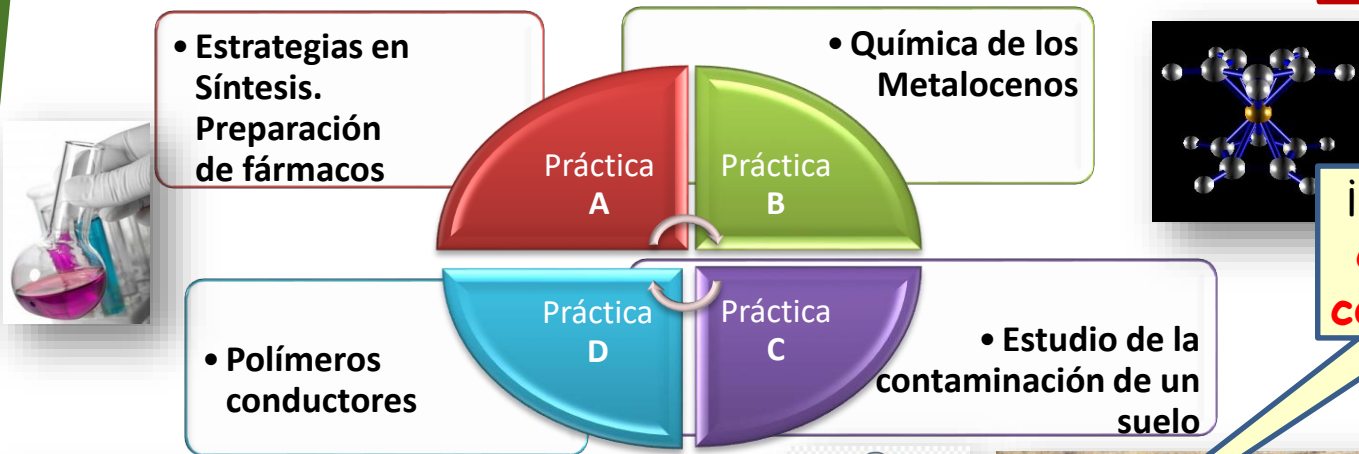 • Estrategias en
Síntesis.
Preparación
de fármacos
• Química de los
Metalocenos
Práctica
A
Práctica
B
Práctica
D
Práctica
C
• Polímeros
conductores
• Estudio de la
contaminación de un
suelo